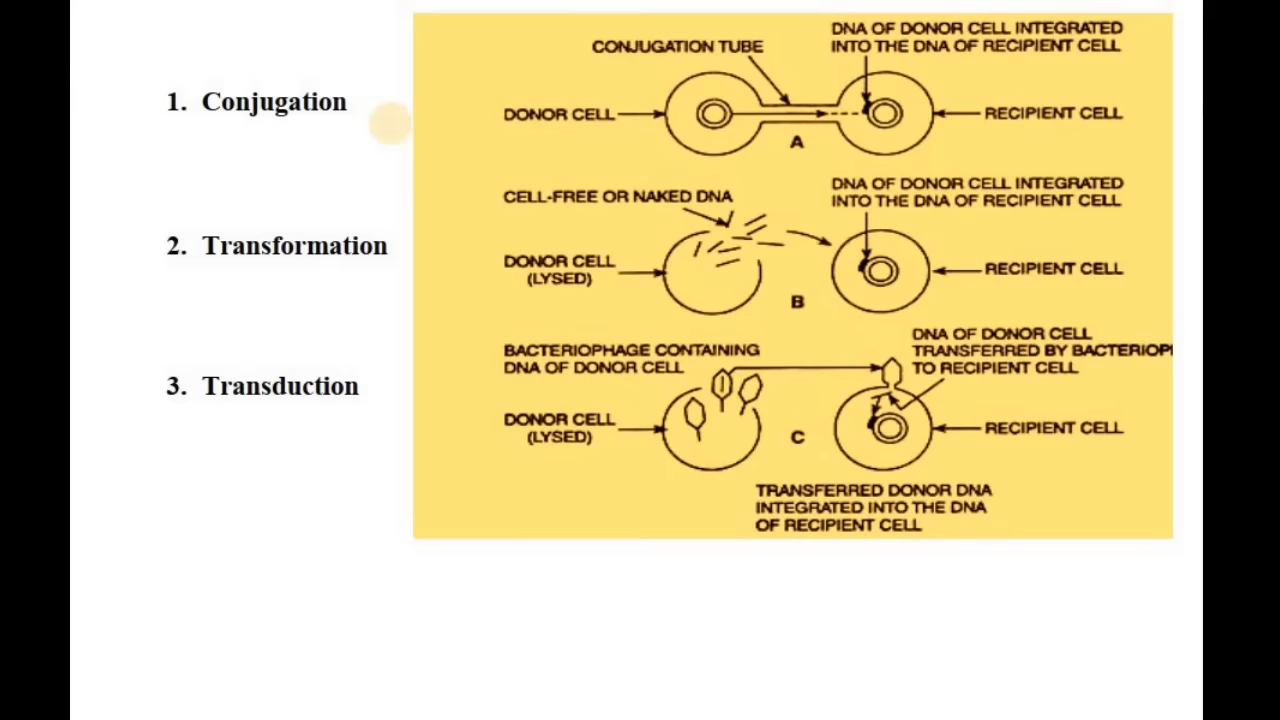 1. Conjugation
CONJUGATION TUBE
DNA OF DONOR CELL INTEGRATED
INTO THE DNA OF RECIPIENT CELL
DONOR CELL
RECIPIENT CELL
A
2. Transformation
CELL-FREE OR NAKED DNA
DNA OF DONOR CELL INTEGRATED
INTO THE DNA OF RECIPIENT CELL
DONOR CELL
(LYSED)
RECIPIENT CELL
B
3. Transduction
BACTERIOPHAGE CONTAINING
DNA OF DONOR CELL
DNA OF DONOR CELL
TRANSFERRED BY BACTERIOP
TO RECIPIENT CELL
DONOR CELL
(LYSED)
RECIPIENT CELL
C
TRANSFERRED DONOR DNA
INTEGRATED INTO THE DNA
OF RECIPIENT CELL